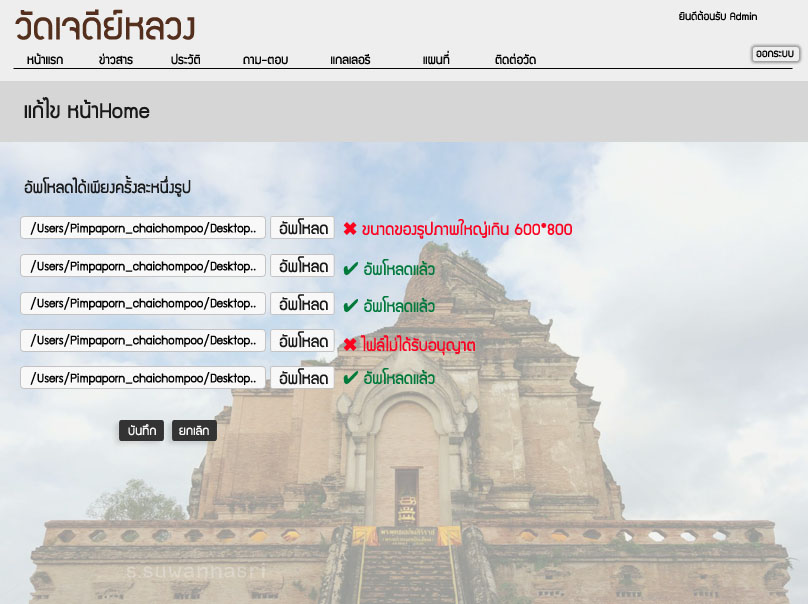 วัดเจดีย์หลวง
ยินดีต้อนรับ Admin
หน้าแรก ข่าวสาร ประวัติ ถาม-ตอบ แกลเลอรี แผนที่ ติดต่อวัด
ออกระบบ
แก้ไข หน้าHome
อัพโหลดได้เพียงครั้งละหนึ่งรูป
/Users/Pimpaporn_chaichompoo/Desktop.. อัพโหลด ✖ ขนาดของรูปภาพใหญ่เกิน 600*800
/Users/Pimpaporn_chaichompoo/Desktop.. อัพโหลด ✔ อัพโหลดแล้ว
/Users/Pimpaporn_chaichompoo/Desktop.. อัพโหลด ✔ อัพโหลดแล้ว
/Users/Pimpaporn_chaichompoo/Desktop.. อัพโหลด ✖ ไฟล์ไม่ได้รับอนุญาต
/Users/Pimpaporn_chaichompoo/Desktop.. อัพโหลด ✔ อัพโหลดแล้ว
บันทึก ยกเลิก
s.suwannasri